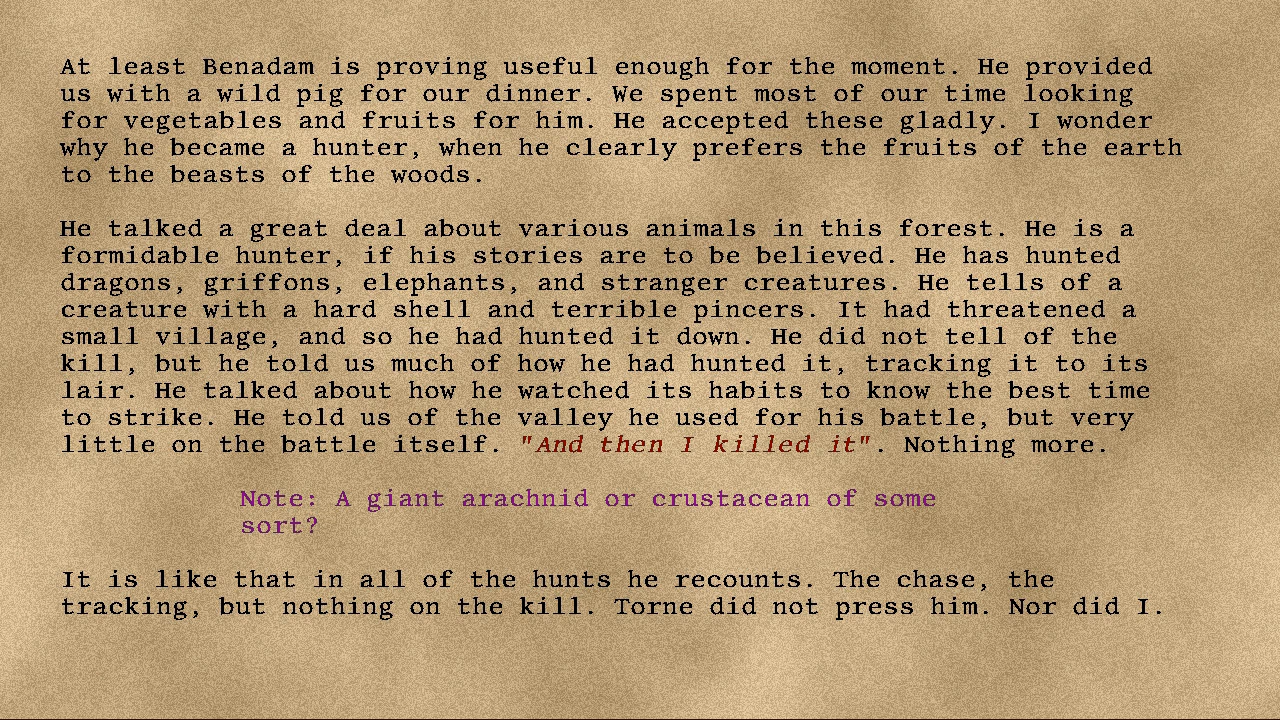 At least Benadam is proving useful enough for the moment. He provided
us with a wild pig for our dinner. We spent most of our time looking
for vegetables and fruits for him. He accepted these gladly. I wonder
why he became a hunter, when he clearly prefers the fruits of the earth
to the beasts of the woods.
He talked a great deal about various animals in this forest. He is a
formidable hunter, if his stories are to be believed. He has hunted
dragons, griffons, elephants, and stranger creatures. He tells of a
creature with a hard shell and terrible pincers. It had threatened a
small village, and so he had hunted it down. He did not tell of the
kill, but he told us much of how he had hunted it, tracking it to its
lair. He talked about how he watched its habits to know the best time
to strike. He told us of the valley he used for his battle, but very
little on the battle itself. "And then I killed it". Nothing more.
Note: A giant arachnid or crustacean of some
sort?
It is like that in all of the hunts he recounts. The chase, the
tracking, but nothing on the kill. Torne did not press him. Nor did I.